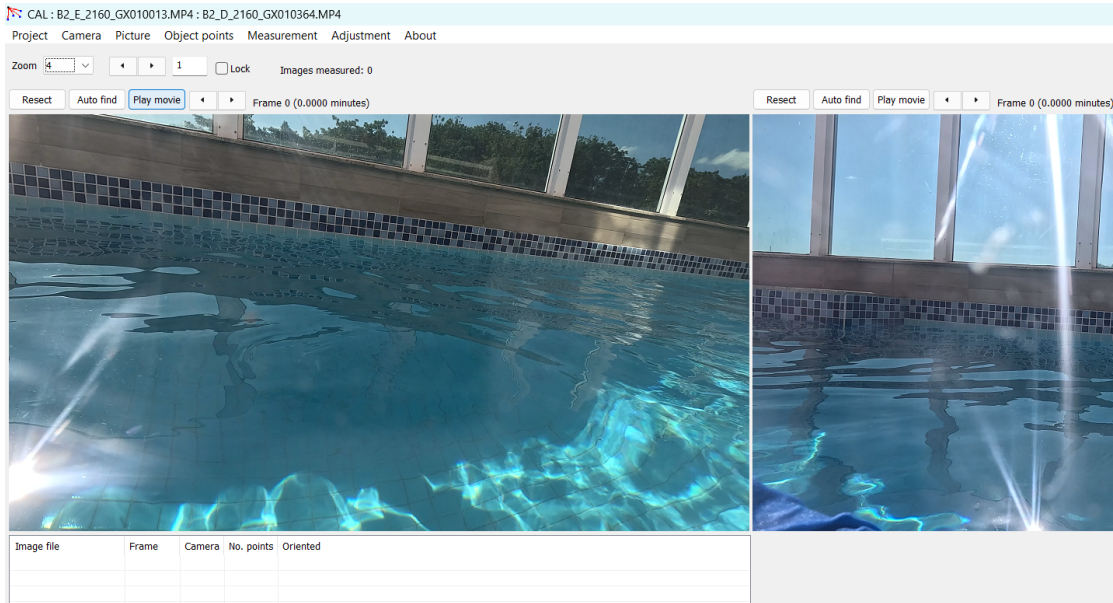 CAL : B2_E_2160_GX010013.MP4 : B2_D_2160_GX010364.MP4
Project Camera Picture Object points Measurement Adjustment About
Zoom 4 1 Lock Images measured: 0
Resect Auto find Play movie Frame 0 (0.0000 minutes)
Resect Auto find Play movie Frame 0 (0.0000 minutes)
Image file Frame Camera No. points Oriented